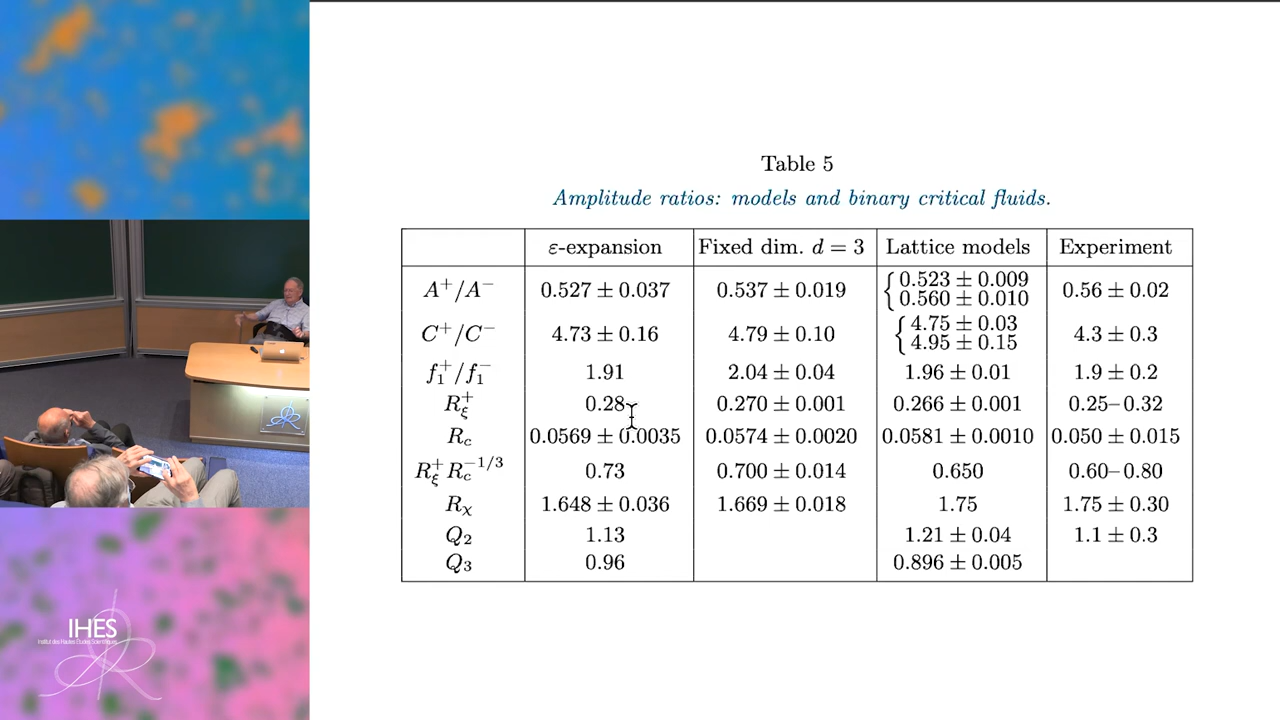 Table 5
Amplitude ratios: models and binary critical fluids.
ε-expansion Fixed dim. d = 3 Lattice models Experiment
A⁺/A⁻ 0.527 ± 0.037 0.537 ± 0.019 { 0.523 ± 0.009 0.560 ± 0.010 0.56 ± 0.02
C⁺/C⁻ 4.73 ± 0.16 4.79 ± 0.10 { 4.75 ± 0.03 4.95 ± 0.15 4.3 ± 0.3
f₁⁺/f₁⁻ 1.91 2.04 ± 0.04 1.96 ± 0.01 1.9 ± 0.2
R_ξ⁺ 0.28 0.270 ± 0.001 0.266 ± 0.001 0.25–0.32
R_c 0.0569 ± 0.0035 0.0574 ± 0.0020 0.0581 ± 0.0010 0.050 ± 0.015
R_ξ⁺R_c^{−1/3} 0.73 0.700 ± 0.014 0.650 0.60–0.80
R_χ 1.648 ± 0.036 1.669 ± 0.018 1.75 1.75 ± 0.30
Q₂ 1.13 1.21 ± 0.04 1.1 ± 0.3
Q₃ 0.96 0.896 ± 0.005
IHES
Institut des Hautes Études Scientifiques